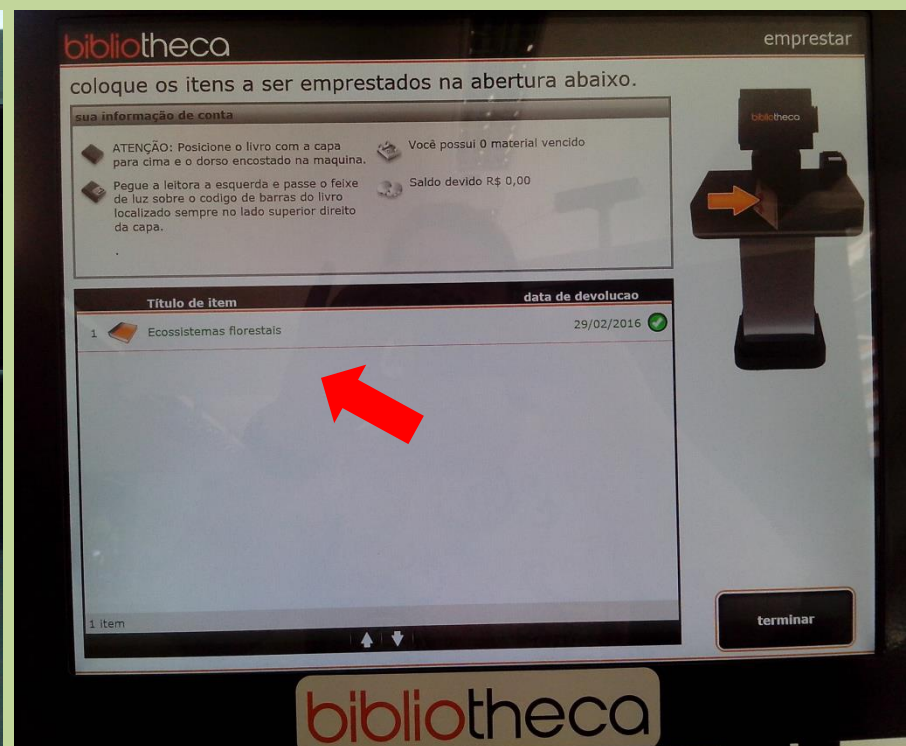 bibliotheca
emprestar
coloque os itens a ser emprestados na abertura abaixo.
sua informação de conta
ATENÇÃO: Posicione o livro com a capa
para cima e o dorso encostado na maquina.
Pegue a leitora a esquerda e passe o feixe
de luz sobre o codigo de barras do livro
localizado sempre no lado superior direito
da capa.
.
Você possui 0 material vencido
Saldo devido R$ 0,00
bibliotheca
Título de item data de devolucao
1 Ecossistemas florestais 29/02/2016
1 item
terminar
bibliotheca